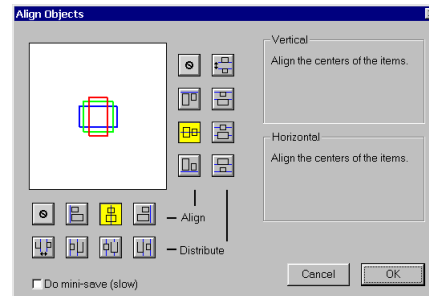 Align Objects
Vertical
Align the centers of the items.
Horizontal
Align the centers of the items.
Align
Distribute
Do mini-save (slow)
Cancel
OK